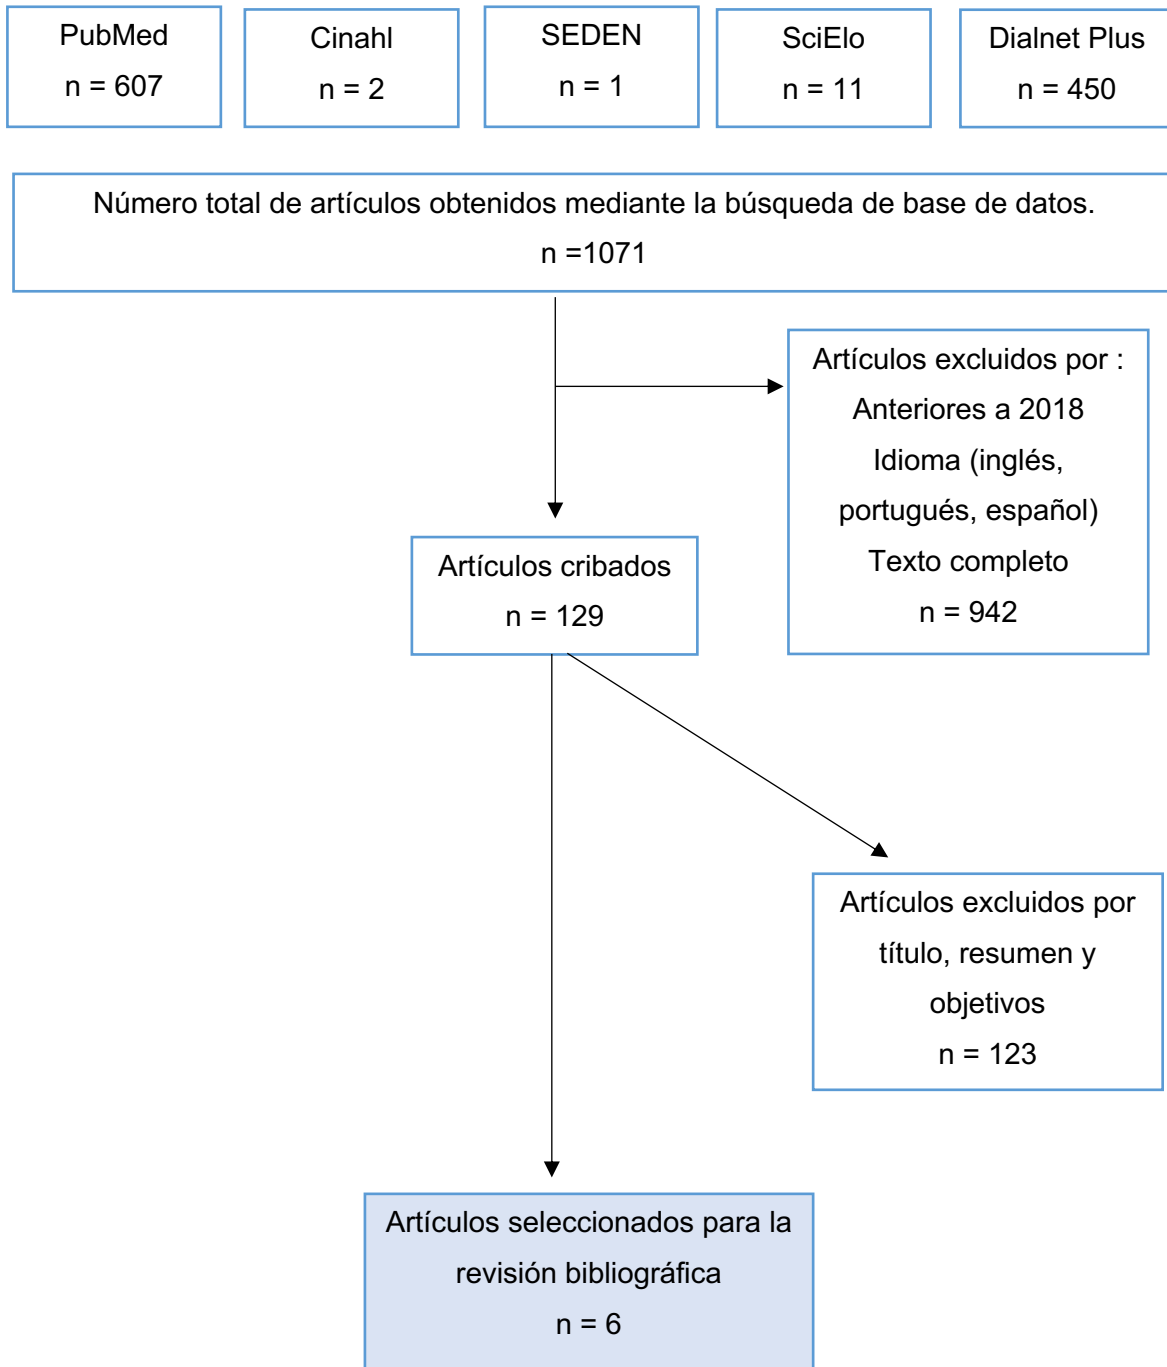 PubMed
n = 607
Cinahl
n = 2
SEDEN
n = 1
SciElo
n = 11
Dialnet Plus
n = 450
Número total de artículos obtenidos mediante la búsqueda de base de datos.
n =1071
Artículos excluidos por :
Anteriores a 2018
Idioma (inglés,
portugués, español)
Texto completo
n = 942
Artículos cribados
n = 129
Artículos excluidos por
título, resumen y
objetivos
n = 123
Artículos seleccionados para la
revisión bibliográfica
n = 6